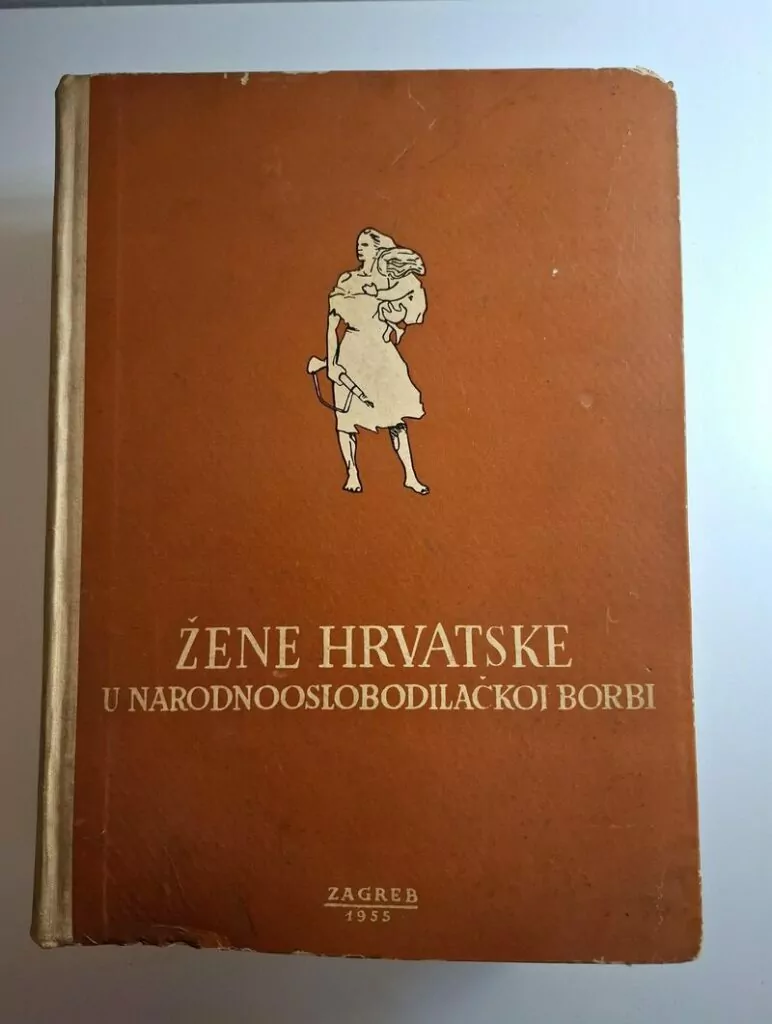 ŽENE HRVATSKE
U NARODNOOSLOBODILAČKOJ BORBI
ZAGREB
1955